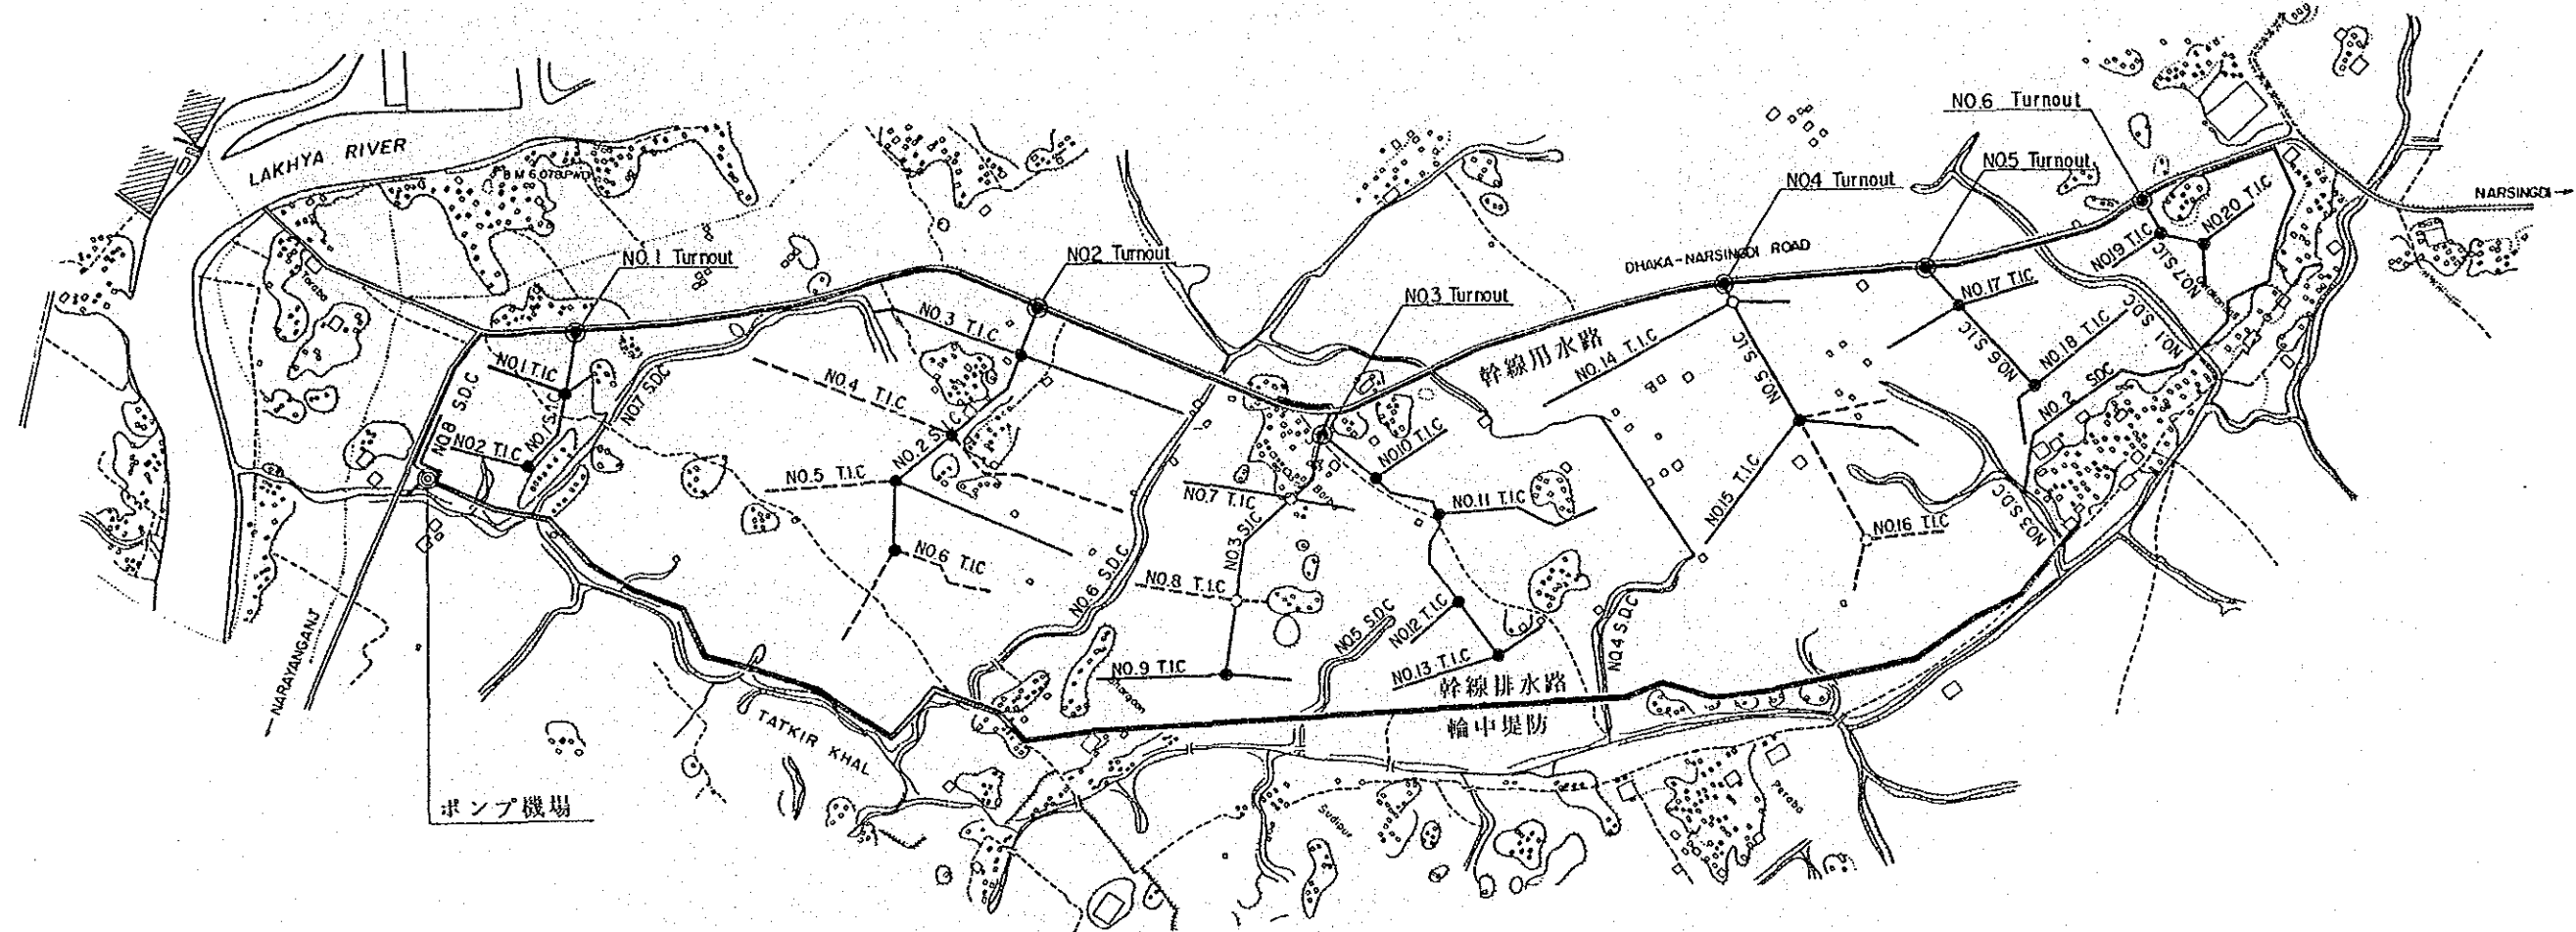 LAKHYA RIVER
B M 6.078.PWD
Taraba
NO.1 Turnout
NO.2 Turnout
NO.3 Turnout
NO.4 Turnout
NO.5 Turnout
NO.6 Turnout
NARSINGDI →
DHAKA-NARSINGDI ROAD
幹線用水路
NO.1 T.I.C
NO.2 T.I.C
NO.1 S.I.C
NO.8 S.D.C
NO.7 S.D.C
NO.3 T.I.C
NO.4 T.I.C
NO.2 S.I.C
NO.5 T.I.C
NO.6 T.I.C
NO.6 S.D.C
NO.7 T.I.C
NO.3 S.I.C
NO.8 T.I.C
NO.9 T.I.C
NO.10 T.I.C
NO.11 T.I.C
NO.12 T.I.C
NO.13 T.I.C
NO.5 S.D.C
NO.4 S.D.C
NO.14 T.I.C
NO.5 S.I.C
NO.15 T.I.C
NO.16 T.I.C
NO.17 T.I.C
NO.6 S.I.C
NO.18 T.I.C
NO.19 T.I.C
NO.7 S.I.C
NO.20 T.I.C
NO.1 S.D.C
NO.2 SDC
NO.3 S.D.C
幹線排水路
輪中堤防
← NARAYANGANJ
TATKIR KHAL
ポンプ機場
Sudipur
Peraba